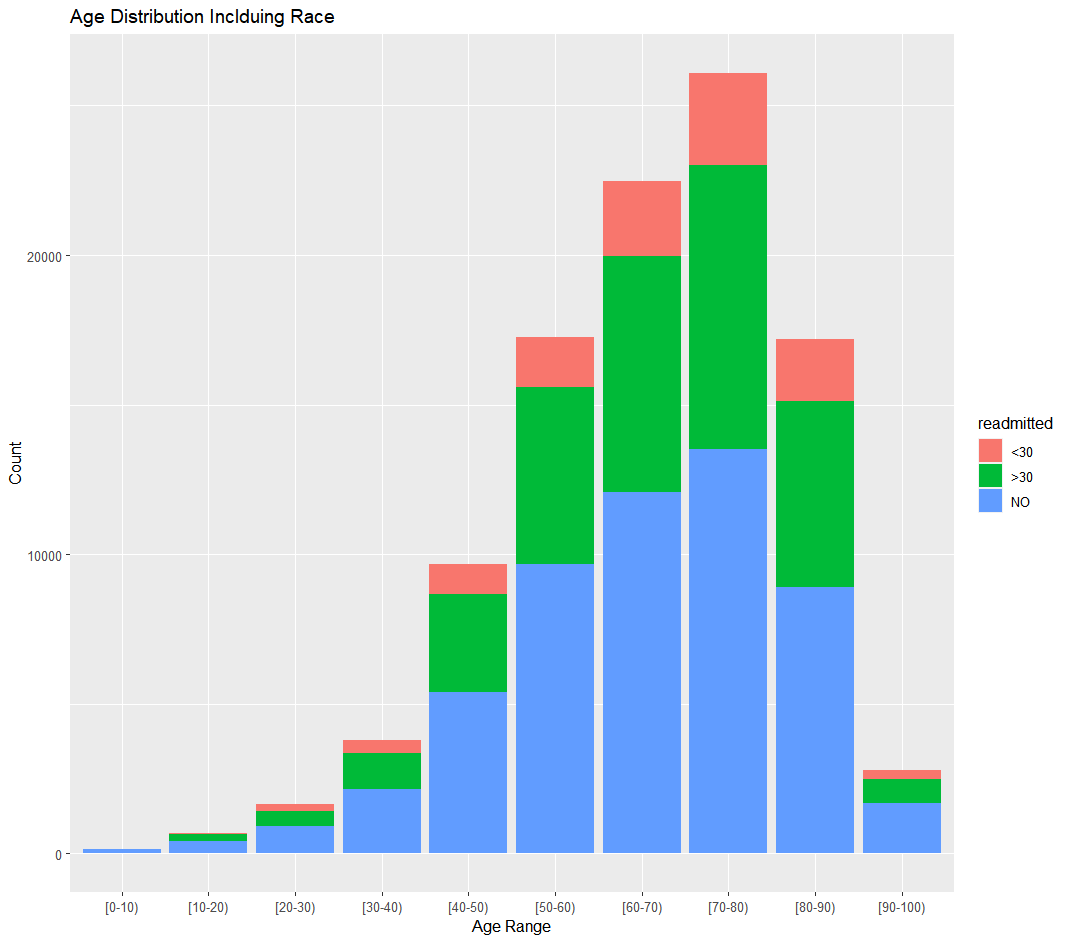 Age Distribution Inclduing Race
Count
20000
10000
0
[0-10) [10-20) [20-30) [30-40) [40-50) [50-60) [60-70) [70-80) [80-90) [90-100)
Age Range
readmitted
<30
>30
NO